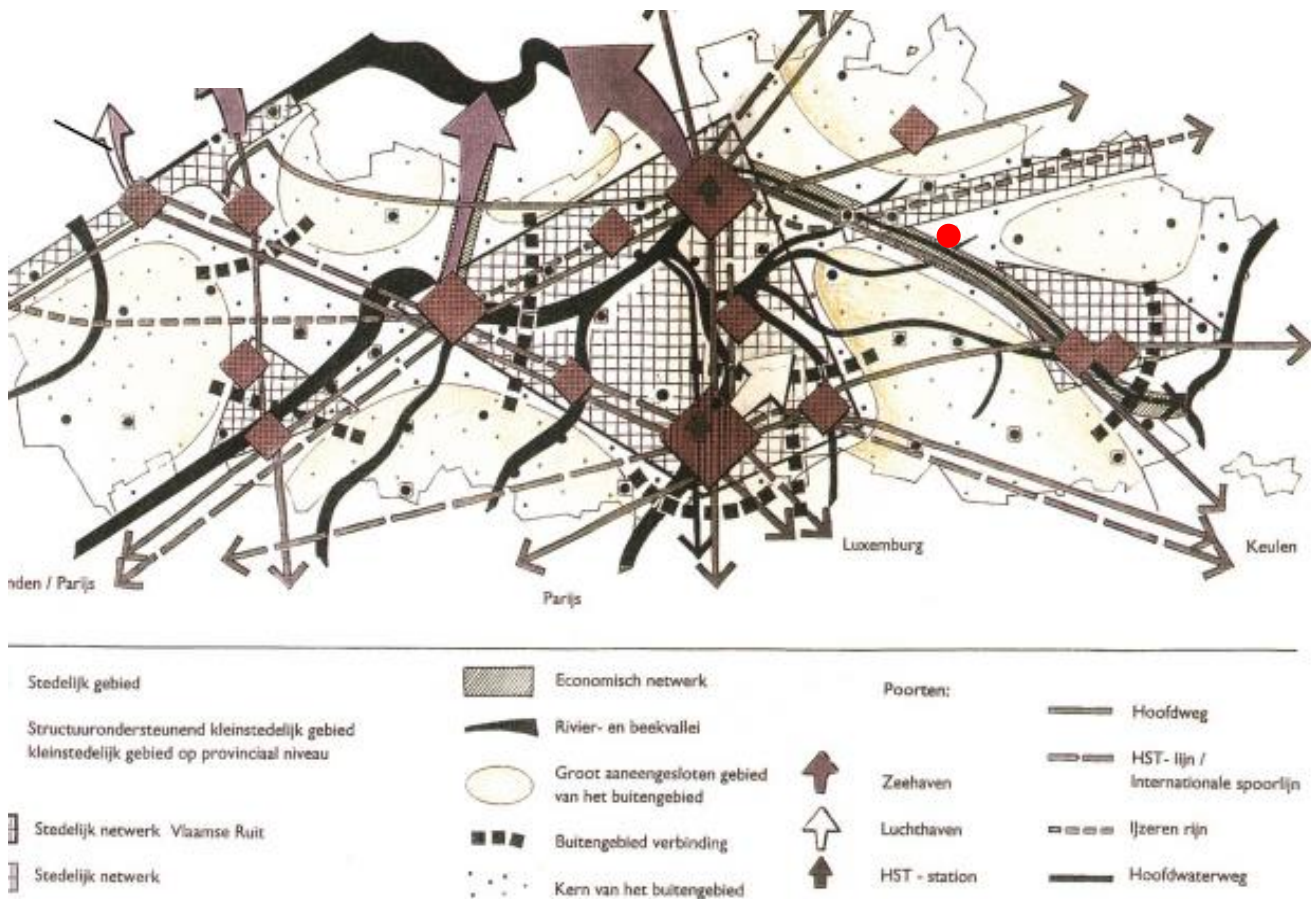 Luxemburg
Keulen
nden / Parijs
Parijs
Stedelijk gebied
Structuurondersteunend kleinstedelijk gebied
kleinstedelijk gebied op provinciaal niveau
Stedelijk netwerk Vlaamse Ruit
Stedelijk netwerk
Economisch netwerk
Rivier- en beekvallei
Groot aaneengesloten gebied
van het buitengebied
Buitengebied verbinding
Kern van het buitengebied
Poorten:
Zeehaven
Luchthaven
HST - station
Hoofdweg
HST- lijn /
Internationale spoorlijn
IJzeren rijn
Hoofdwaterweg